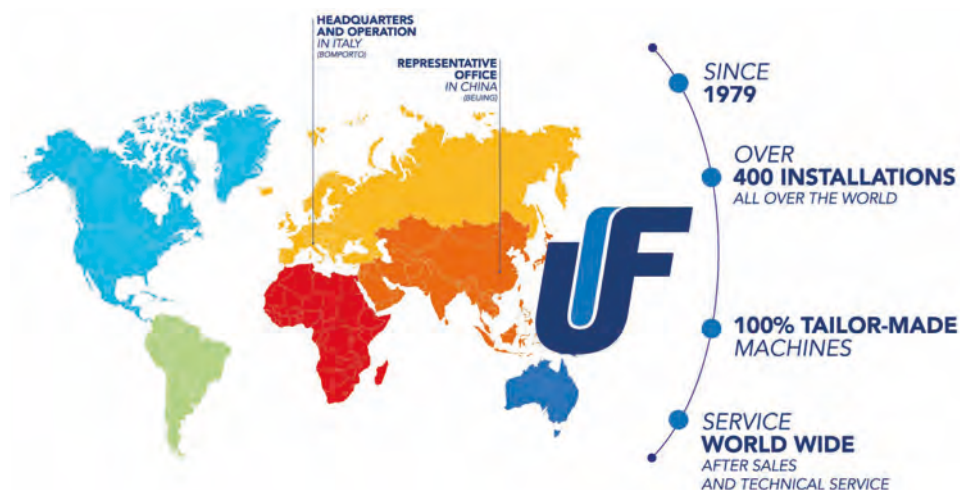 HEADQUARTERS
AND OPERATION
IN ITALY
(BOMPORTO)
REPRESENTATIVE
OFFICE
IN CHINA
(BEIJING)
SINCE
1979
OVER
400 INSTALLATIONS
ALL OVER THE WORLD
UF
100% TAILOR-MADE
MACHINES
SERVICE
WORLD WIDE
AFTER SALES
AND TECHNICAL SERVICE